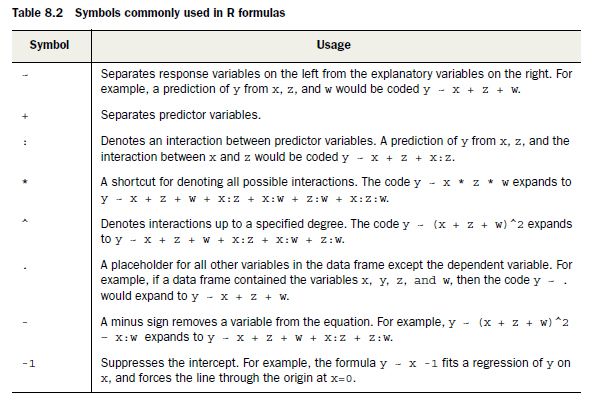 Table 8.2 Symbols commonly used in R formulas
Symbol Usage
~ Separates response variables on the left from the explanatory variables on the right. For
example, a prediction of y from x, z, and w would be coded y ~ x + z + w.
+ Separates predictor variables.
: Denotes an interaction between predictor variables. A prediction of y from x, z, and the
interaction between x and z would be coded y ~ x + z + x:z.
* A shortcut for denoting all possible interactions. The code y ~ x * z * w expands to
y ~ x + z + w + x:z + x:w + z:w + x:z:w.
^ Denotes interactions up to a specified degree. The code y ~ (x + z + w)^2 expands
to y ~ x + z + w + x:z + x:w + z:w.
. A placeholder for all other variables in the data frame except the dependent variable. For
example, if a data frame contained the variables x, y, z, and w, then the code y ~ .
would expand to y ~ x + z + w.
- A minus sign removes a variable from the equation. For example, y ~ (x + z + w)^2
– x:w expands to y ~ x + z + w + x:z + z:w.
-1 Suppresses the intercept. For example, the formula y ~ x -1 fits a regression of y on
x, and forces the line through the origin at x=0.